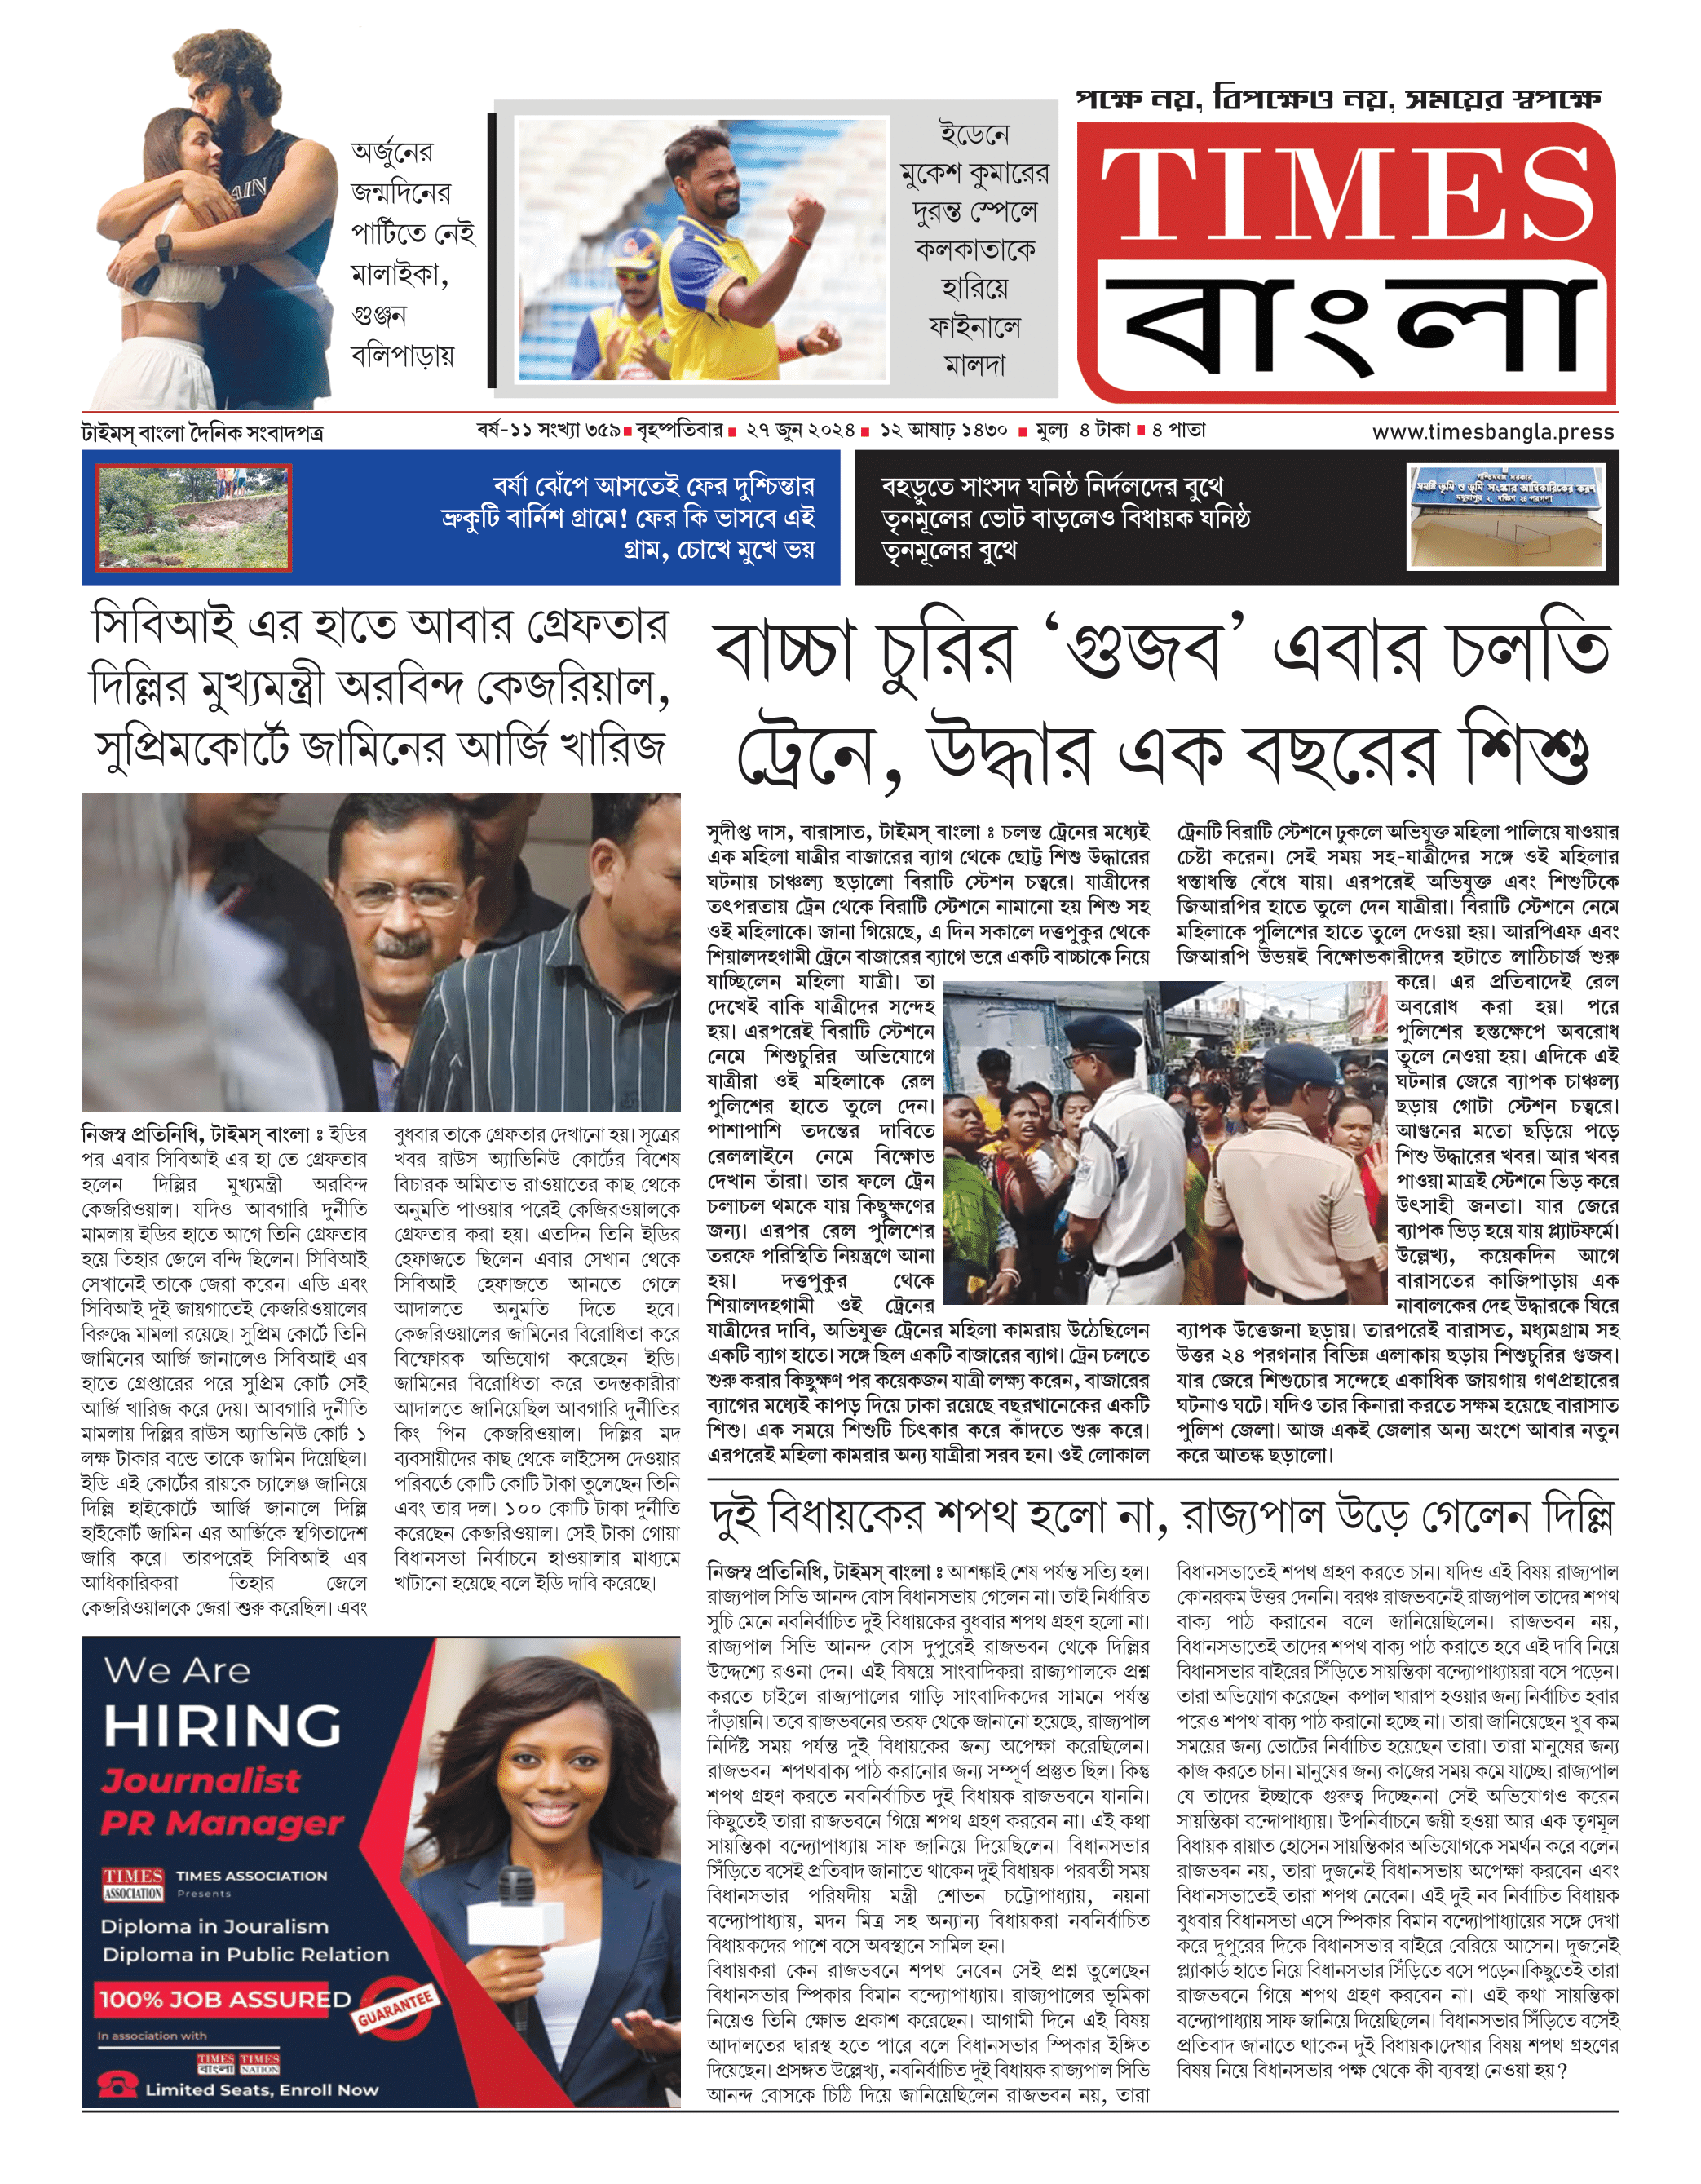 অর্জুনের
জন্মদিনের
পার্টিতে নেই
মালাইকা,
গুঞ্জন
বলিপাড়ায়
ইডেনে
মুকেশ কুমারের
দুরন্ত স্পেলে
কলকাতাকে
হারিয়ে
ফাইনালে
মালদা
পক্ষে নয়, বিপক্ষেও নয়, সময়ের স্বপক্ষে
TIMES
বাংলা
টাইমস্ বাংলা দৈনিক সংবাদপত্র
বর্ষ-১১ সংখ্যা ৩৫৯ ■ বৃহস্পতিবার ■ ২৭ জুন ২০২৪ ■ ১২ আষাঢ় ১৪৩০ ■ মুল্য ৪ টাকা ■ ৪ পাতা
www.timesbangla.press
বর্ষা ঝেঁপে আসতেই ফের দুশ্চিন্তার
ভ্রুকুটি বার্নিশ গ্রামে! ফের কি ভাসবে এই
গ্রাম, চোখে মুখে ভয়
বহড়ুতে সাংসদ ঘনিষ্ঠ নির্দলদের বুথে
তৃনমূলের ভোট বাড়লেও বিধায়ক ঘনিষ্ঠ
তৃনমূলের বুথে
পশ্চিমবঙ্গ সরকার
সমষ্টি ভূমি ও ভূমি সংস্কার আধিকারিকের করণ
মথুরাপুর ২, দক্ষিণ ২৪ পরগনা
সিবিআই এর হাতে আবার গ্রেফতার
দিল্লির মুখ্যমন্ত্রী অরবিন্দ কেজরিয়াল,
সুপ্রিমকোর্টে জামিনের আর্জি খারিজ
নিজস্ব প্রতিনিধি, টাইমস্ বাংলা ঃ ইডির
পর এবার সিবিআই এর হা তে গ্রেফতার
হলেন দিল্লির মুখ্যমন্ত্রী অরবিন্দ
কেজরিওয়াল। যদিও আবগারি দুর্নীতি
মামলায় ইডির হাতে আগে তিনি গ্রেফতার
হয়ে তিহার জেলে বন্দি ছিলেন। সিবিআই
সেখানেই তাকে জেরা করেন। এডি এবং
সিবিআই দুই জায়গাতেই কেজরিওয়ালের
বিরুদ্ধে মামলা রয়েছে। সুপ্রিম কোর্টে তিনি
জামিনের আর্জি জানালেও সিবিআই এর
হাতে গ্রেপ্তারের পরে সুপ্রিম কোর্ট সেই
আর্জি খারিজ করে দেয়। আবগারি দুর্নীতি
মামলায় দিল্লির রাউস অ্যাভিনিউ কোর্ট ১
লক্ষ টাকার বন্ডে তাকে জামিন দিয়েছিল।
ইডি এই কোর্টের রায়কে চ্যালেঞ্জ জানিয়ে
দিল্লি হাইকোর্টে আর্জি জানালে দিল্লি
হাইকোর্ট জামিন এর আর্জিকে স্থগিতাদেশ
জারি করে। তারপরেই সিবিআই এর
আধিকারিকরা তিহার জেলে
কেজরিওয়ালকে জেরা শুরু করেছিল। এবং
বুধবার তাকে গ্রেফতার দেখানো হয়। সূত্রের
খবর রাউস অ্যাভিনিউ কোর্টের বিশেষ
বিচারক অমিতাভ রাওয়াতের কাছ থেকে
অনুমতি পাওয়ার পরেই কেজিরওয়ালকে
গ্রেফতার করা হয়। এতদিন তিনি ইডির
হেফাজতে ছিলেন এবার সেখান থেকে
সিবিআই হেফাজতে আনতে গেলে
আদালতে অনুমতি দিতে হবে।
কেজরিওয়ালের জামিনের বিরোধিতা করে
বিস্ফোরক অভিযোগ করেছেন ইডি।
জামিনের বিরোধিতা করে তদন্তকারীরা
আদালতে জানিয়েছিল আবগারি দুর্নীতির
কিং পিন কেজরিওয়াল। দিল্লির মদ
ব্যবসায়ীদের কাছ থেকে লাইসেন্স দেওয়ার
পরিবর্তে কোটি কোটি টাকা তুলেছেন তিনি
এবং তার দল। ১০০ কোটি টাকা দুর্নীতি
করেছেন কেজরিওয়াল। সেই টাকা গোয়া
বিধানসভা নির্বাচনে হাওয়ালার মাধ্যমে
খাটানো হয়েছে বলে ইডি দাবি করেছে।
We Are
HIRING
Journalist
PR Manager
TIMES
ASSOCIATION
TIMES ASSOCIATION
Presents
Diploma in Jouralism
Diploma in Public Relation
100% JOB ASSURED
GUARANTEE
In association with
TIMES
বাংলা
TIMES
NATION
Limited Seats, Enroll Now
বাচ্চা চুরির ‘গুজব’ এবার চলতি
ট্রেনে, উদ্ধার এক বছরের শিশু
সুদীপ্ত দাস, বারাসাত, টাইমস্ বাংলা ঃ চলন্ত ট্রেনের মধ্যেই
এক মহিলা যাত্রীর বাজারের ব্যাগ থেকে ছোট্ট শিশু উদ্ধারের
ঘটনায় চাঞ্চল্য ছড়ালো বিরাটি স্টেশন চত্বরে। যাত্রীদের
তৎপরতায় ট্রেন থেকে বিরাটি স্টেশনে নামানো হয় শিশু সহ
ওই মহিলাকে। জানা গিয়েছে, এ দিন সকালে দত্তপুকুর থেকে
শিয়ালদহগামী ট্রেনে বাজারের ব্যাগে ভরে একটি বাচ্চাকে নিয়ে
যাচ্ছিলেন মহিলা যাত্রী। তা
দেখেই বাকি যাত্রীদের সন্দেহ
হয়। এরপরেই বিরাটি স্টেশনে
নেমে শিশুচুরির অভিযোগে
যাত্রীরা ওই মহিলাকে রেল
পুলিশের হাতে তুলে দেন।
পাশাপাশি তদন্তের দাবিতে
রেললাইনে নেমে বিক্ষোভ
দেখান তাঁরা। তার ফলে ট্রেন
চলাচল থমকে যায় কিছুক্ষণের
জন্য। এরপর রেল পুলিশের
তরফে পরিস্থিতি নিয়ন্ত্রণে আনা
হয়। দত্তপুকুর থেকে
শিয়ালদহগামী ওই ট্রেনের
যাত্রীদের দাবি, অভিযুক্ত ট্রেনের মহিলা কামরায় উঠেছিলেন
একটি ব্যাগ হাতে। সঙ্গে ছিল একটি বাজারের ব্যাগ। ট্রেন চলতে
শুরু করার কিছুক্ষণ পর কয়েকজন যাত্রী লক্ষ্য করেন, বাজারের
ব্যাগের মধ্যেই কাপড় দিয়ে ঢাকা রয়েছে বছরখানেকের একটি
শিশু। এক সময়ে শিশুটি চিৎকার করে কাঁদতে শুরু করে।
এরপরেই মহিলা কামরার অন্য যাত্রীরা সরব হন। ওই লোকাল
ট্রেনটি বিরাটি স্টেশনে ঢুকলে অভিযুক্ত মহিলা পালিয়ে যাওয়ার
চেষ্টা করেন। সেই সময় সহ-যাত্রীদের সঙ্গে ওই মহিলার
ধস্তাধস্তি বেঁধে যায়। এরপরেই অভিযুক্ত এবং শিশুটিকে
জিআরপির হাতে তুলে দেন যাত্রীরা। বিরাটি স্টেশনে নেমে
মহিলাকে পুলিশের হাতে তুলে দেওয়া হয়। আরপিএফ এবং
জিআরপি উভয়ই বিক্ষোভকারীদের হটাতে লাঠিচার্জ শুরু
করে। এর প্রতিবাদেই রেল
অবরোধ করা হয়। পরে
পুলিশের হস্তক্ষেপে অবরোধ
তুলে নেওয়া হয়। এদিকে এই
ঘটনার জেরে ব্যাপক চাঞ্চল্য
ছড়ায় গোটা স্টেশন চত্বরে।
আগুনের মতো ছড়িয়ে পড়ে
শিশু উদ্ধারের খবর। আর খবর
পাওয়া মাত্রই স্টেশনে ভিড় করে
উৎসাহী জনতা। যার জেরে
ব্যাপক ভিড় হয়ে যায় প্ল্যাটফর্মে।
উল্লেখ্য, কয়েকদিন আগে
বারাসতের কাজিপাড়ায় এক
নাবালকের দেহ উদ্ধারকে ঘিরে
ব্যাপক উত্তেজনা ছড়ায়। তারপরেই বারাসত, মধ্যমগ্রাম সহ
উত্তর ২৪ পরগনার বিভিন্ন এলাকায় ছড়ায় শিশুচুরির গুজব।
যার জেরে শিশুচোর সন্দেহে একাধিক জায়গায় গণপ্রহারের
ঘটনাও ঘটে। যদিও তার কিনারা করতে সক্ষম হয়েছে বারাসাত
পুলিশ জেলা। আজ একই জেলার অন্য অংশে আবার নতুন
করে আতঙ্ক ছড়ালো।
দুই বিধায়কের শপথ হলো না, রাজ্যপাল উড়ে গেলেন দিল্লি
নিজস্ব প্রতিনিধি, টাইমস্ বাংলা ঃ আশঙ্কাই শেষ পর্যন্ত সত্যি হল।
রাজ্যপাল সিভি আনন্দ বোস বিধানসভায় গেলেন না। তাই নির্ধারিত
সুচি মেনে নবনির্বাচিত দুই বিধায়কের বুধবার শপথ গ্রহণ হলো না।
রাজ্যপাল সিভি আনন্দ বোস দুপুরেই রাজভবন থেকে দিল্লির
উদ্দেশ্যে রওনা দেন। এই বিষয়ে সাংবাদিকরা রাজ্যপালকে প্রশ্ন
করতে চাইলে রাজ্যপালের গাড়ি সাংবাদিকদের সামনে পর্যন্ত
দাঁড়ায়নি। তবে রাজভবনের তরফ থেকে জানানো হয়েছে, রাজ্যপাল
নির্দিষ্ট সময় পর্যন্ত দুই বিধায়কের জন্য অপেক্ষা করেছিলেন।
রাজভবন শপথবাক্য পাঠ করানোর জন্য সম্পূর্ণ প্রস্তুত ছিল। কিন্তু
শপথ গ্রহণ করতে নবনির্বাচিত দুই বিধায়ক রাজভবনে যাননি।
কিছুতেই তারা রাজভবনে গিয়ে শপথ গ্রহণ করবেন না। এই কথা
সায়ন্তিকা বন্দ্যোপাধ্যায় সাফ জানিয়ে দিয়েছিলেন। বিধানসভার
সিঁড়িতে বসেই প্রতিবাদ জানাতে থাকেন দুই বিধায়ক। পরবর্তী সময়
বিধানসভার পরিষদীয় মন্ত্রী শোভন চট্টোপাধ্যায়, নয়না
বন্দ্যোপাধ্যায়, মদন মিত্র সহ অন্যান্য বিধায়করা নবনির্বাচিত
বিধায়কদের পাশে বসে অবস্থানে সামিল হন।
বিধায়করা কেন রাজভবনে শপথ নেবেন সেই প্রশ্ন তুলেছেন
বিধানসভার স্পিকার বিমান বন্দ্যোপাধ্যায়। রাজ্যপালের ভূমিকা
নিয়েও তিনি ক্ষোভ প্রকাশ করেছেন। আগামী দিনে এই বিষয়
আদালতের দ্বারস্থ হতে পারে বলে বিধানসভার স্পিকার ইঙ্গিত
দিয়েছেন। প্রসঙ্গত উল্লেখ্য, নবনির্বাচিত দুই বিধায়ক রাজ্যপাল সিভি
আনন্দ বোসকে চিঠি দিয়ে জানিয়েছিলেন রাজভবন নয়, তারা
বিধানসভাতেই শপথ গ্রহণ করতে চান। যদিও এই বিষয় রাজ্যপাল
কোনরকম উত্তর দেননি। বরঞ্চ রাজভবনেই রাজ্যপাল তাদের শপথ
বাক্য পাঠ করাবেন বলে জানিয়েছিলেন। রাজভবন নয়,
বিধানসভাতেই তাদের শপথ বাক্য পাঠ করাতে হবে এই দাবি নিয়ে
বিধানসভার বাইরের সিঁড়িতে সায়ন্তিকা বন্দ্যোপাধ্যায়রা বসে পড়েন।
তারা অভিযোগ করেছেন কপাল খারাপ হওয়ার জন্য নির্বাচিত হবার
পরেও শপথ বাক্য পাঠ করানো হচ্ছে না। তারা জানিয়েছেন খুব কম
সময়ের জন্য ভোটের নির্বাচিত হয়েছেন তারা। তারা মানুষের জন্য
কাজ করতে চান। মানুষের জন্য কাজের সময় কমে যাচ্ছে। রাজ্যপাল
যে তাদের ইচ্ছাকে গুরুত্ব দিচ্ছেননা সেই অভিযোগও করেন
সায়ন্তিকা বন্দোপাধ্যায়। উপনির্বাচনে জয়ী হওয়া আর এক তৃণমূল
বিধায়ক রায়াত হোসেন সায়ন্তিকার অভিযোগকে সমর্থন করে বলেন
রাজভবন নয়, তারা দুজনেই বিধানসভায় অপেক্ষা করবেন এবং
বিধানসভাতেই তারা শপথ নেবেন। এই দুই নব নির্বাচিত বিধায়ক
বুধবার বিধানসভা এসে স্পিকার বিমান বন্দ্যোপাধ্যায়ের সঙ্গে দেখা
করে দুপুরের দিকে বিধানসভার বাইরে বেরিয়ে আসেন। দুজনেই
প্ল্যাকার্ড হাতে নিয়ে বিধানসভার সিঁড়িতে বসে পড়েন।কিছুতেই তারা
রাজভবনে গিয়ে শপথ গ্রহণ করবেন না। এই কথা সায়ন্তিকা
বন্দ্যোপাধ্যায় সাফ জানিয়ে দিয়েছিলেন। বিধানসভার সিঁড়িতে বসেই
প্রতিবাদ জানাতে থাকেন দুই বিধায়ক।দেখার বিষয় শপথ গ্রহণের
বিষয় নিয়ে বিধানসভার পক্ষ থেকে কী ব্যবস্থা নেওয়া হয়?